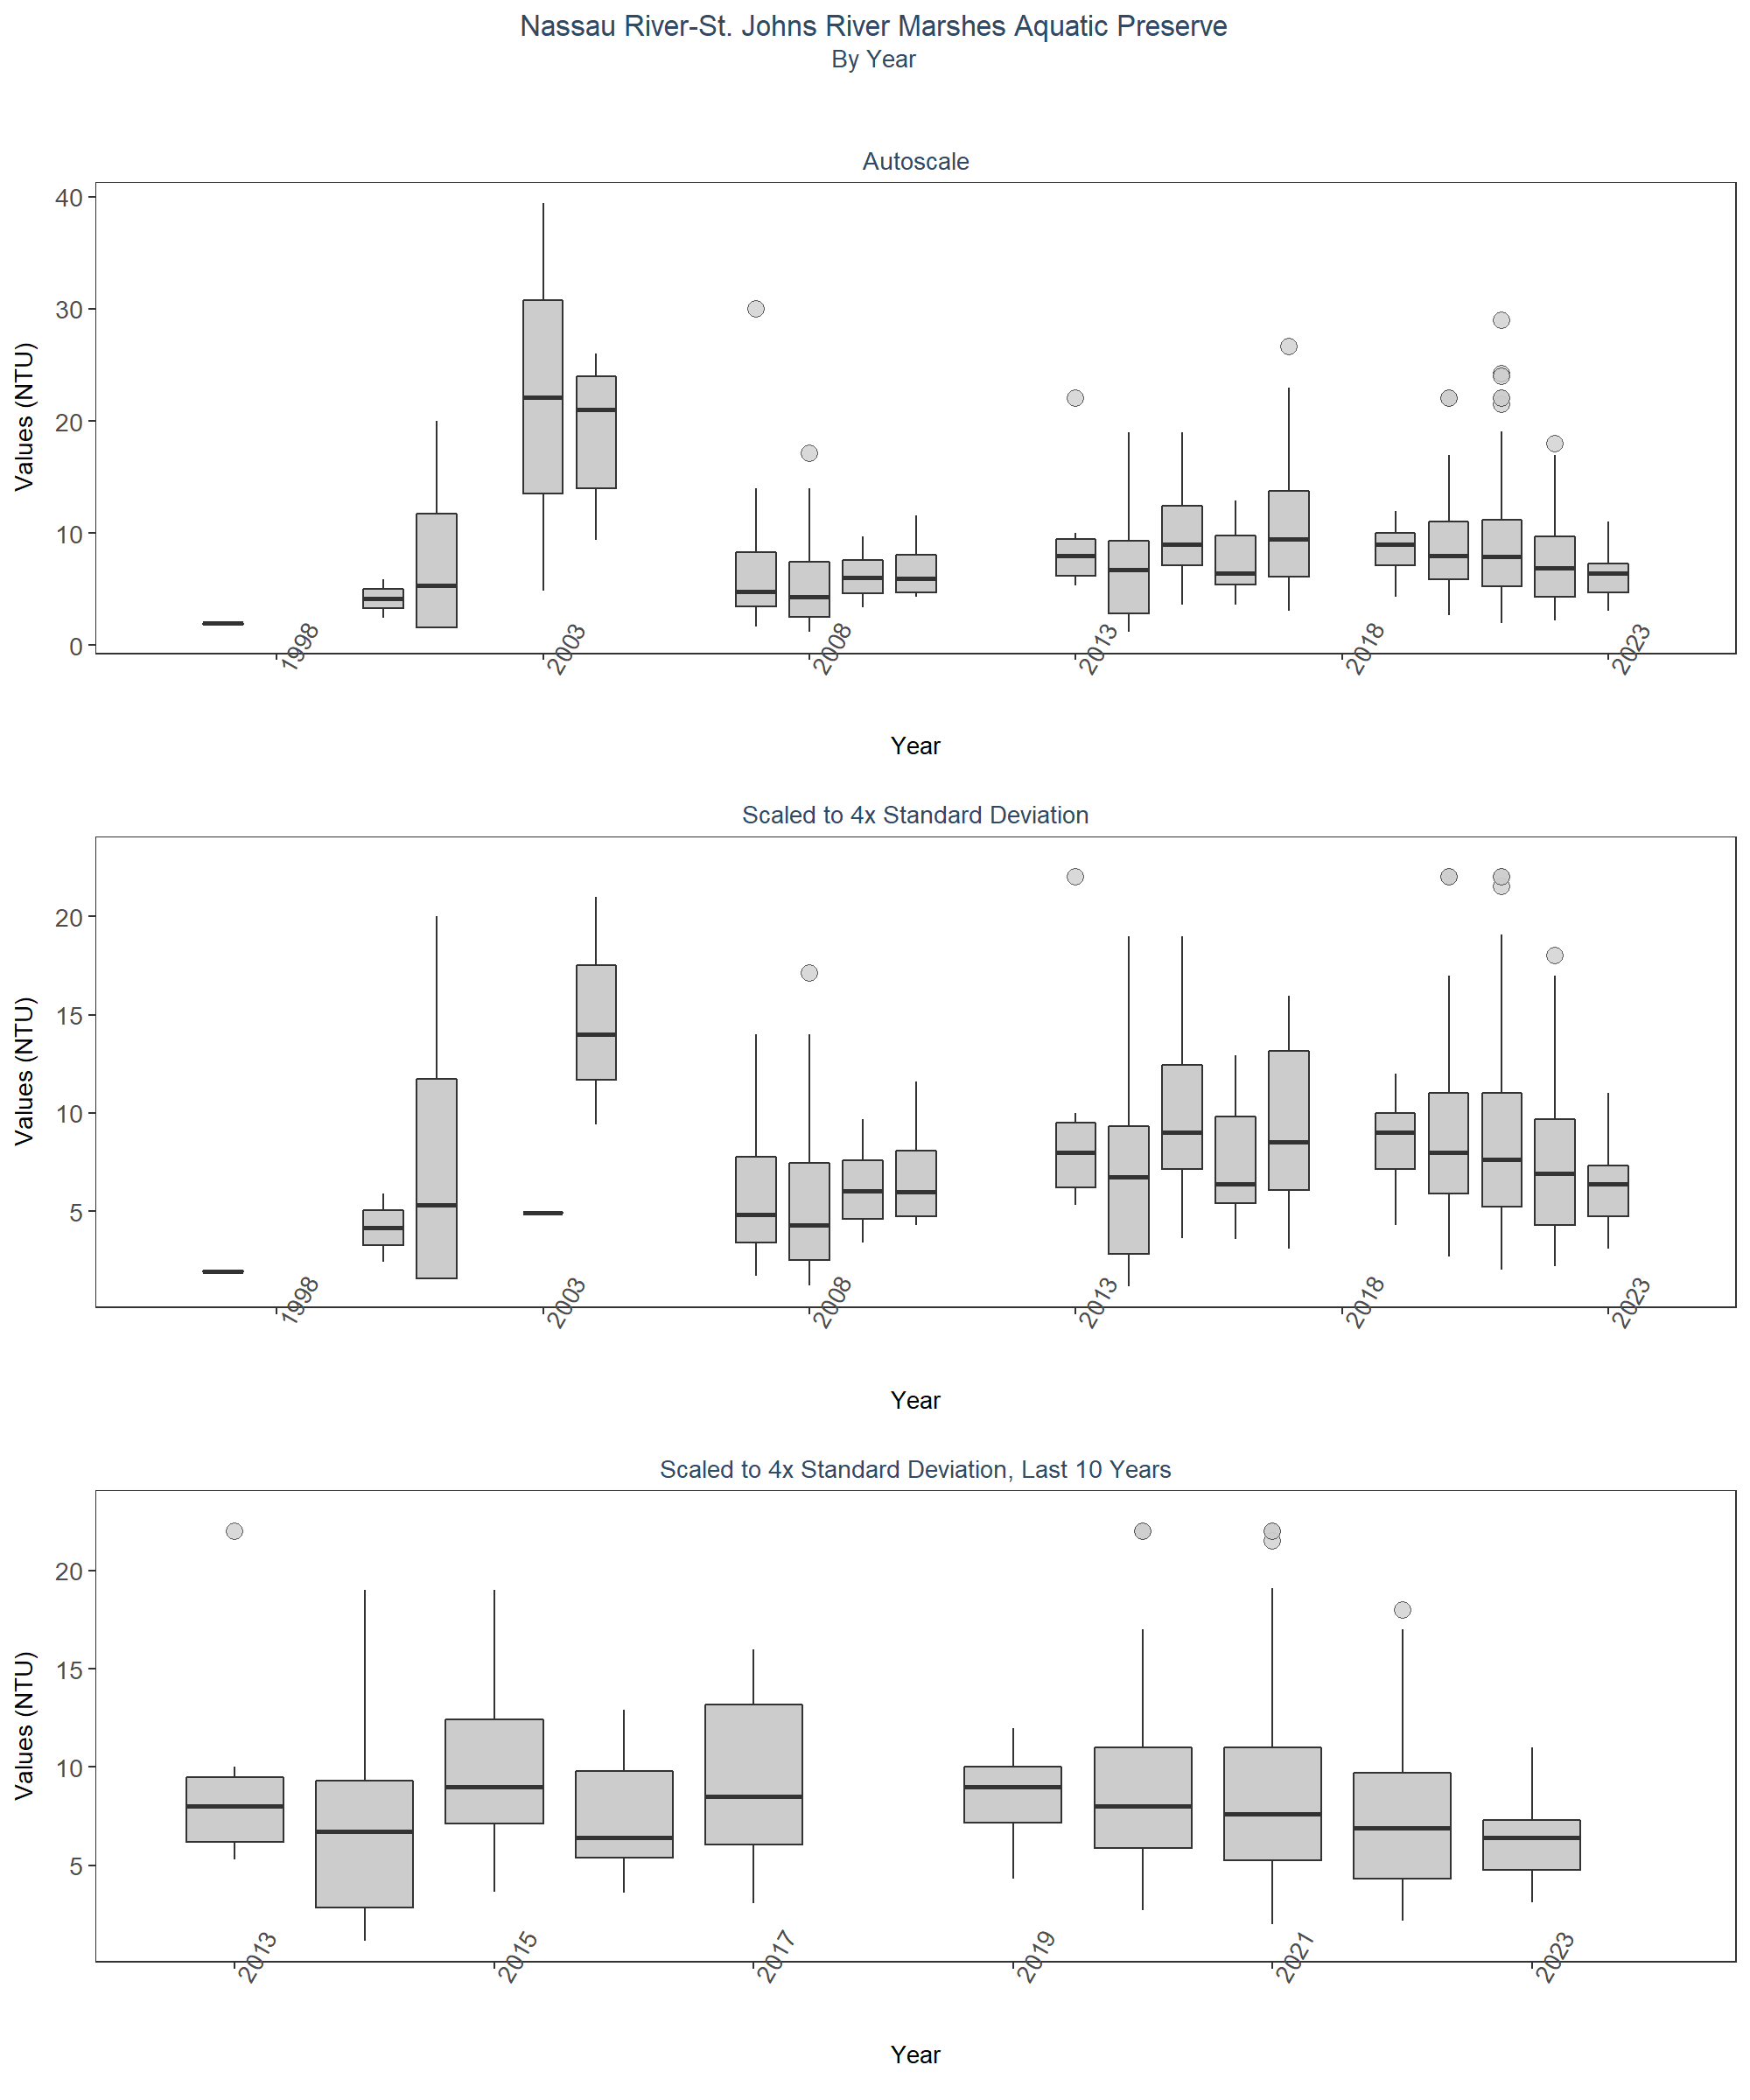 Nassau River-St. Johns River Marshes Aquatic Preserve
By Year
Autoscale
Values (NTU)
40
30
20
10
0
1998
2003
2008
2013
2018
2023
Year
Scaled to 4x Standard Deviation
Values (NTU)
20
15
10
5
1998
2003
2008
2013
2018
2023
Year
Scaled to 4x Standard Deviation, Last 10 Years
Values (NTU)
20
15
10
5
2013
2015
2017
2019
2021
2023
Year